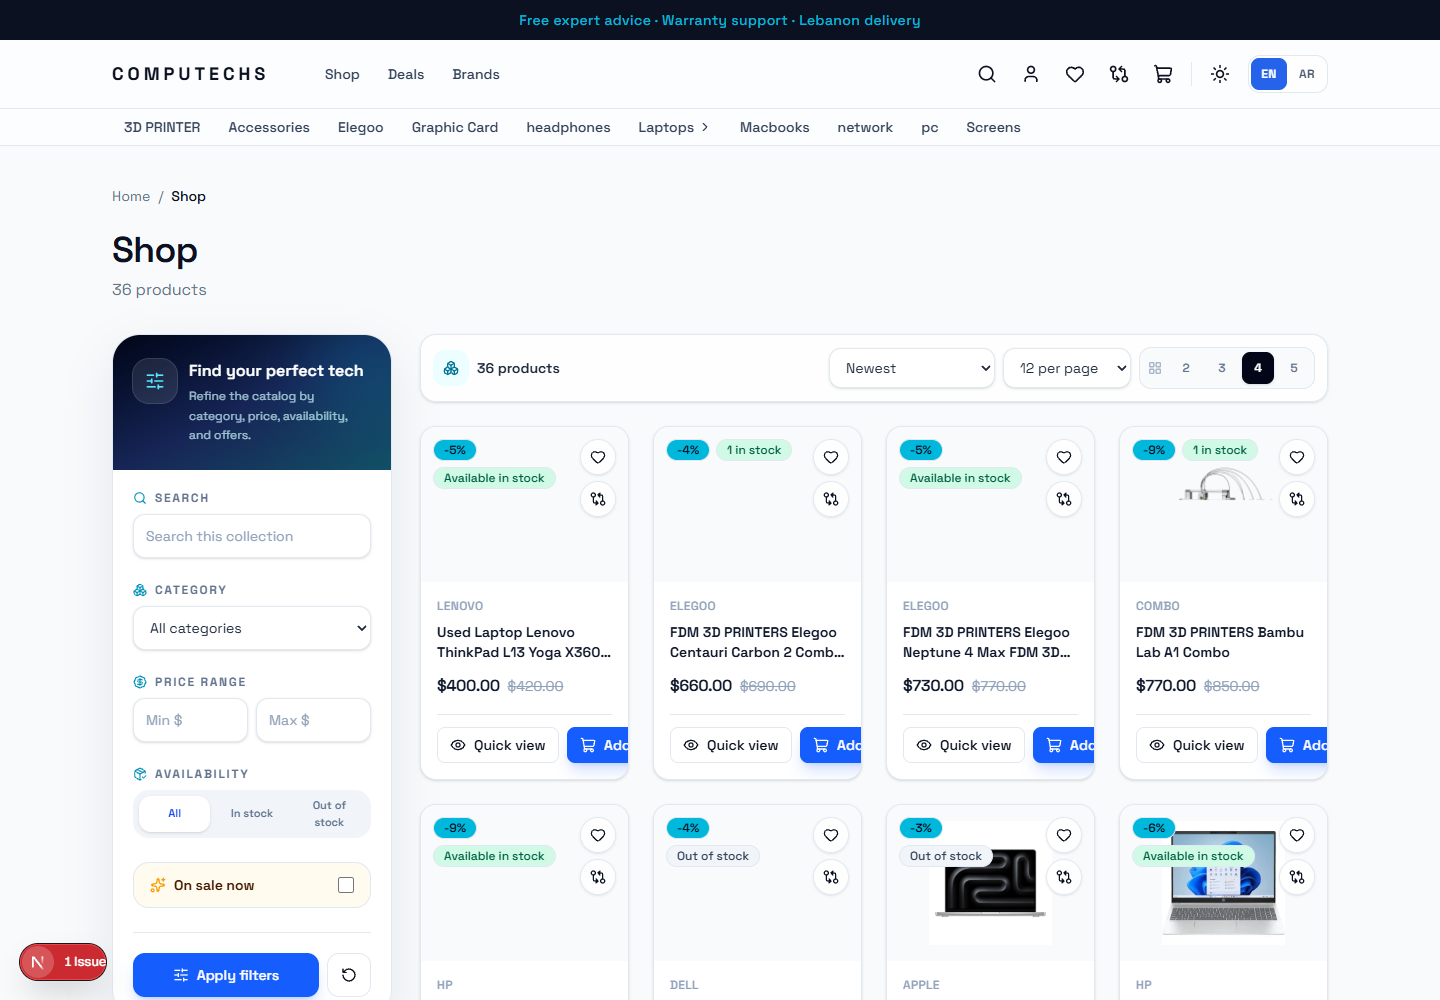 Free expert advice · Warranty support · Lebanon delivery
COMPUTECHS
Shop
Deals
Brands
EN
AR
3D PRINTER
Accessories
Elegoo
Graphic Card
headphones
Laptops
Macbooks
network
pc
Screens
Home / Shop
Shop
36 products
Find your perfect tech
Refine the catalog by
category, price, availability,
and offers.
SEARCH
Search this collection
CATEGORY
All categories
PRICE RANGE
Min $
Max $
AVAILABILITY
All
In stock
Out of
stock
On sale now
Apply filters
1 Issue
36 products
Newest
12 per page
2
3
4
5
-5%
Available in stock
LENOVO
Used Laptop Lenovo
ThinkPad L13 Yoga X360...
$400.00 $420.00
Quick view
Add
-4%
1 in stock
ELEGOO
FDM 3D PRINTERS Elegoo
Centauri Carbon 2 Comb...
$660.00 $690.00
Quick view
Add
-5%
Available in stock
ELEGOO
FDM 3D PRINTERS Elegoo
Neptune 4 Max FDM 3D...
$730.00 $770.00
Quick view
Add
-9%
1 in stock
COMBO
FDM 3D PRINTERS Bambu
Lab A1 Combo
$770.00 $850.00
Quick view
Add
-9%
Available in stock
HP
-4%
Out of stock
DELL
-3%
Out of stock
APPLE
-6%
Available in stock
HP